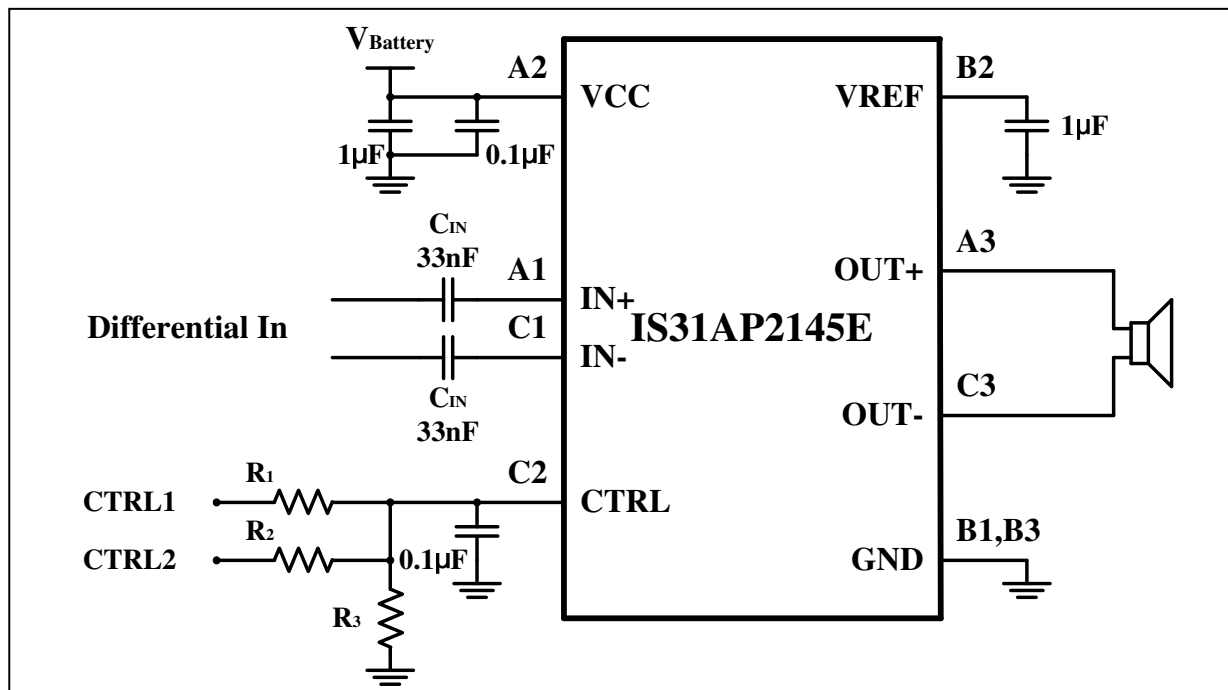 VBattery
A2
VCC
1µF
0.1µF
B2
VREF
1µF
CIN
33nF
A1
IN+
Differential In
C1
IN-
CIN
33nF
IS31AP2145E
A3
OUT+
C3
OUT-
R1
CTRL1
C2
CTRL
R2
CTRL2
0.1µF
R3
B1,B3
GND